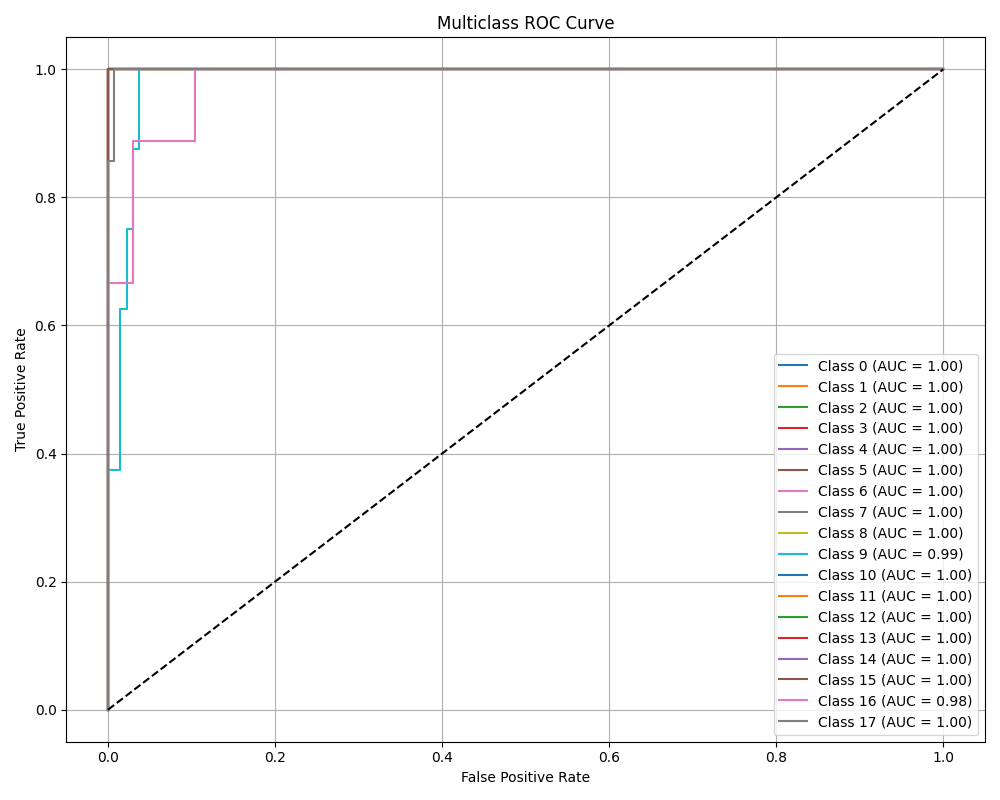 Multiclass ROC Curve
True Positive Rate
1.0
0.8
0.6
0.4
0.2
0.0
Class 0 (AUC = 1.00)
Class 1 (AUC = 1.00)
Class 2 (AUC = 1.00)
Class 3 (AUC = 1.00)
Class 4 (AUC = 1.00)
Class 5 (AUC = 1.00)
Class 6 (AUC = 1.00)
Class 7 (AUC = 1.00)
Class 8 (AUC = 1.00)
Class 9 (AUC = 0.99)
Class 10 (AUC = 1.00)
Class 11 (AUC = 1.00)
Class 12 (AUC = 1.00)
Class 13 (AUC = 1.00)
Class 14 (AUC = 1.00)
Class 15 (AUC = 1.00)
Class 16 (AUC = 0.98)
Class 17 (AUC = 1.00)
0.0 0.2 0.4 0.6 0.8 1.0
False Positive Rate